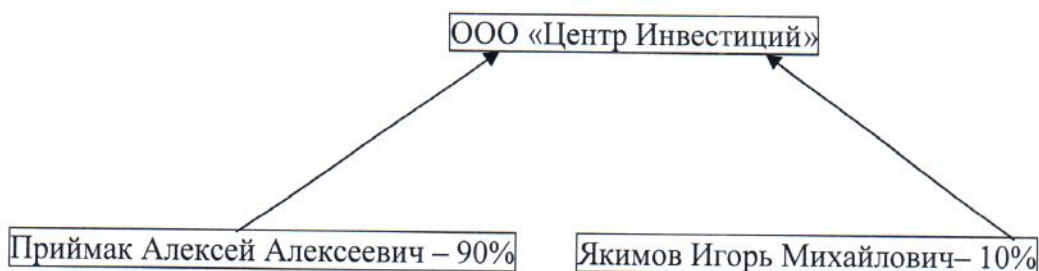 ООО «Центр Инвестиций»
Приймак Алексей Алексеевич – 90%
Якимов Игорь Михайлович– 10%